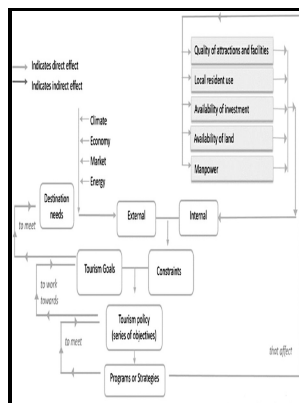 Quality of attractions and facilities
Indicates direct effect
Local resident use
Indicates indirect effect
Availability of investment
Climate
Availability of land
Economy
Market
Manpower
Energy
Destination
needs
External
Internal
to meet
Tourism Goals
Constraints
to work
towards
Tourism policy
(series of objectives)
to meet
that affect
Programs or Strategies